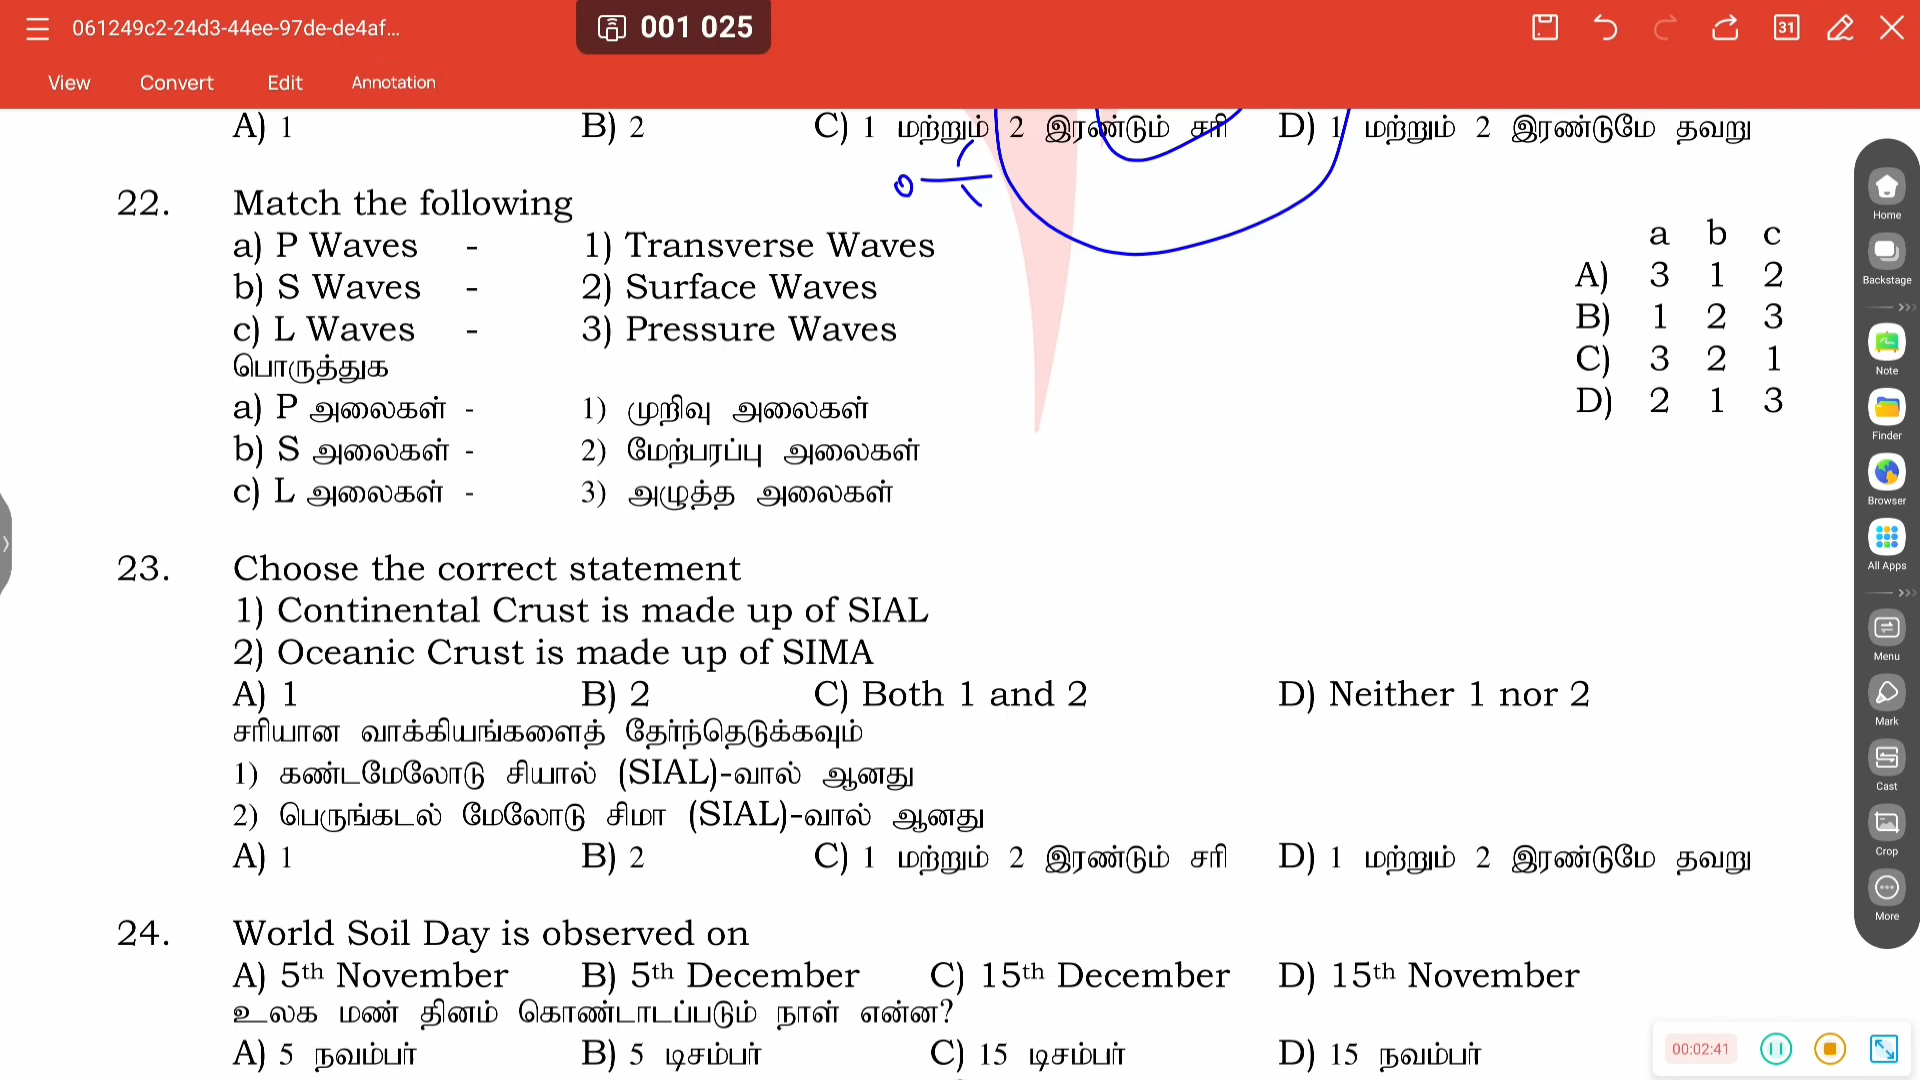 061249c2-24d3-44ee-97de-de4af...
001 025
31
View Convert Edit Annotation
A) 1 B) 2 C) 1 மற்றும் 2 இரண்டும் சரி D) 1 மற்றும் 2 இரண்டுமே தவறு
22. Match the following
a b c
a) P Waves - 1) Transverse Waves
A) 3 1 2
b) S Waves - 2) Surface Waves
B) 1 2 3
c) L Waves - 3) Pressure Waves
C) 3 2 1
பொருத்துக
D) 2 1 3
a) P அலைகள் - 1) முறிவு அலைகள்
b) S அலைகள் - 2) மேற்பரப்பு அலைகள்
c) L அலைகள் - 3) அழுத்த அலைகள்
23. Choose the correct statement
1) Continental Crust is made up of SIAL
2) Oceanic Crust is made up of SIMA
A) 1 B) 2 C) Both 1 and 2 D) Neither 1 nor 2
சரியான வாக்கியங்களைத் தேர்ந்தெடுக்கவும்
1) கண்டமேலோடு சியால் (SIAL)-வால் ஆனது
2) பெருங்கடல் மேலோடு சிமா (SIAL)-வால் ஆனது
A) 1 B) 2 C) 1 மற்றும் 2 இரண்டும் சரி D) 1 மற்றும் 2 இரண்டுமே தவறு
24. World Soil Day is observed on
A) 5th November B) 5th December C) 15th December D) 15th November
உலக மண் தினம் கொண்டாடப்படும் நாள் என்ன?
A) 5 நவம்பர் B) 5 டிசம்பர் C) 15 டிசம்பர் D) 15 நவம்பர்
Home
Backstage
Note
Finder
Browser
All Apps
Menu
Mark
Cast
Crop
More
00:02:41